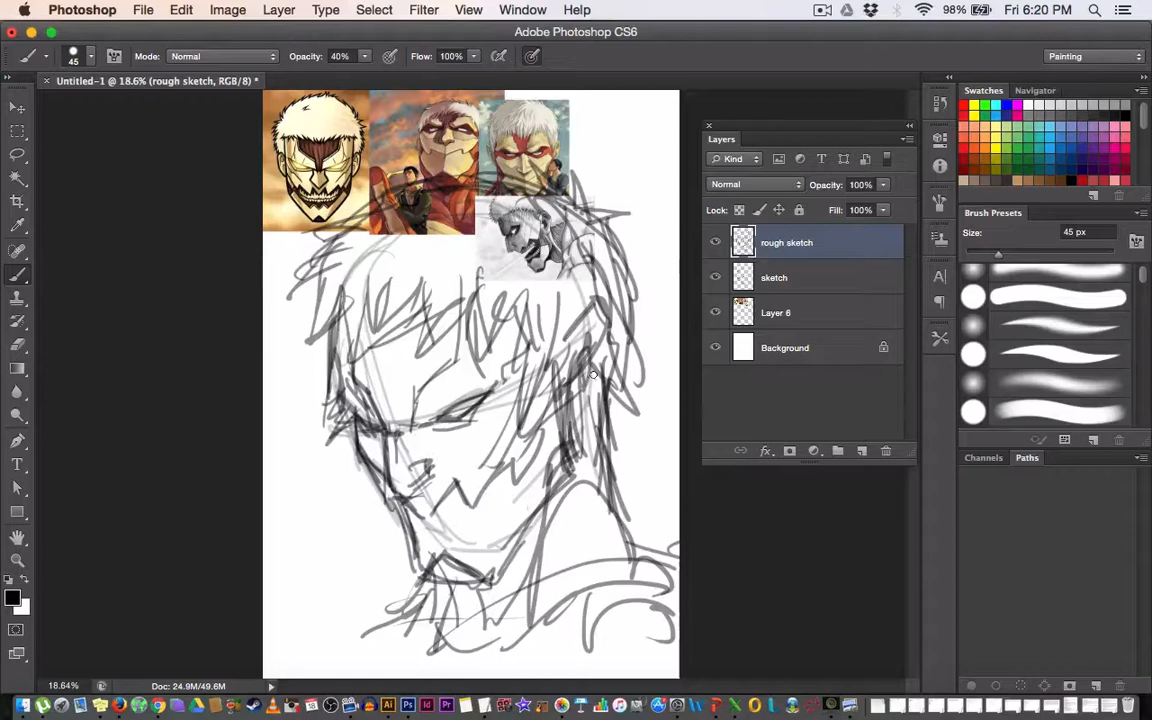 Photoshop File Edit Image Layer Type Select Filter View Window Help 98% Fri 6:20 PM
Adobe Photoshop CS6
45 Mode: Normal Opacity: 40% Flow: 100% Painting
Untitled-1 @ 18.6% (rough sketch, RGB/8) *
Swatches Navigator
Layers
Kind
Normal Opacity: 100%
Lock: Fill: 100%
Brush Presets
Size: 45 px
rough sketch
sketch
Layer 6
Background
Channels Paths
18.64% Doc: 24.9M/49.6M